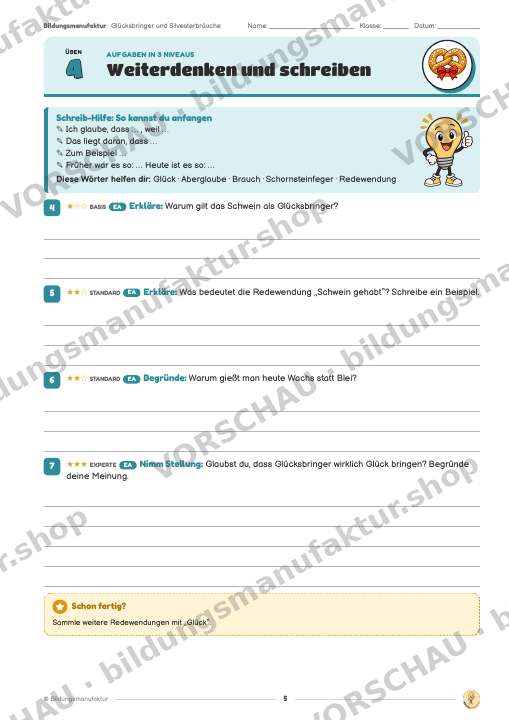 Bildungsmanufaktur · Glücksbringer und Silvesterbräuche Name: Klasse: Datum:
ÜBEN
4
AUFGABEN IN 3 NIVEAUS
Weiterdenken und schreiben
Schreib-Hilfe: So kannst du anfangen
✎ Ich glaube, dass … , weil …
✎ Das liegt daran, dass …
✎ Zum Beispiel …
✎ Früher war es so: … Heute ist es so: …
Diese Wörter helfen dir: Glück · Aberglaube · Brauch · Schornsteinfeger · Redewendung
4 ★☆☆ BASIS EA Erkläre: Warum gilt das Schwein als Glücksbringer?
5 ★★☆ STANDARD EA Erkläre: Was bedeutet die Redewendung „Schwein gehabt"? Schreibe ein Beispiel.
6 ★★☆ STANDARD EA Begründe: Warum gießt man heute Wachs statt Blei?
7 ★★★ EXPERTE EA Nimm Stellung: Glaubst du, dass Glücksbringer wirklich Glück bringen? Begründe
deine Meinung.
Schon fertig?
Sammle weitere Redewendungen mit „Glück".
© Bildungsmanufaktur 5
VORSCHAU · bildungsmanufaktur.shop